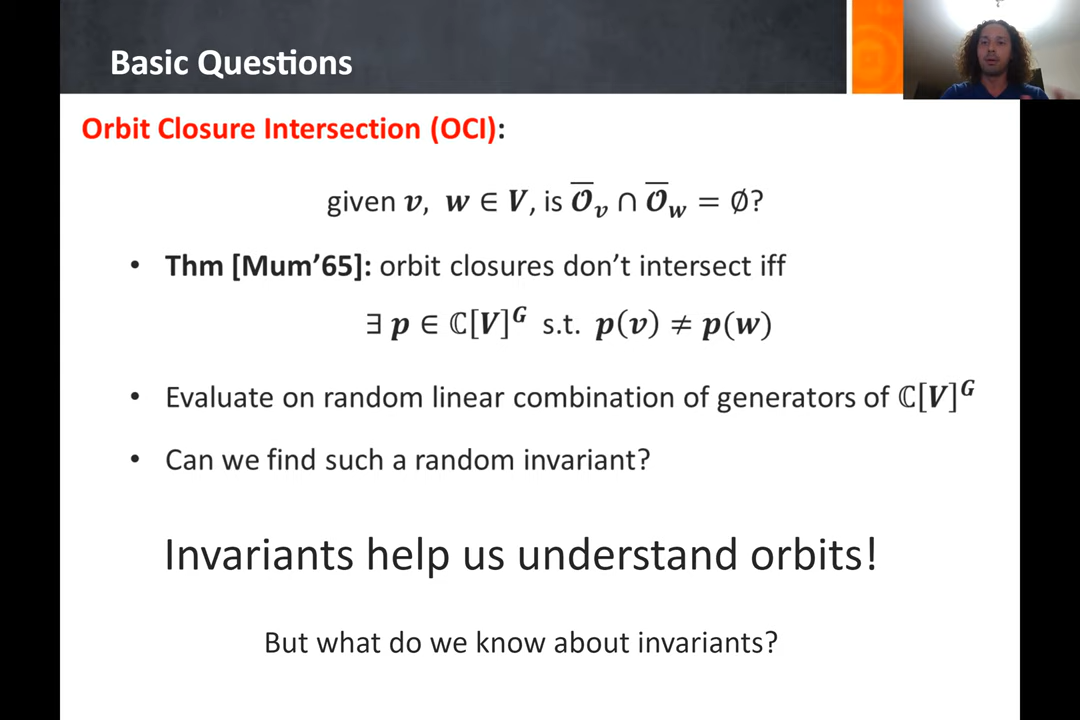 Basic Questions
Orbit Closure Intersection (OCI):
given 𝒗, 𝒘 ∈ 𝑽, is 𝓞̅ᵥ ∩ 𝓞̅_𝒘 = ∅?
• Thm [Mum’65]: orbit closures don’t intersect iff
∃ 𝒑 ∈ ℂ[𝑽]ᴳ s.t. 𝒑(𝒗) ≠ 𝒑(𝒘)
• Evaluate on random linear combination of generators of ℂ[𝑽]ᴳ
• Can we find such a random invariant?
Invariants help us understand orbits!
But what do we know about invariants?